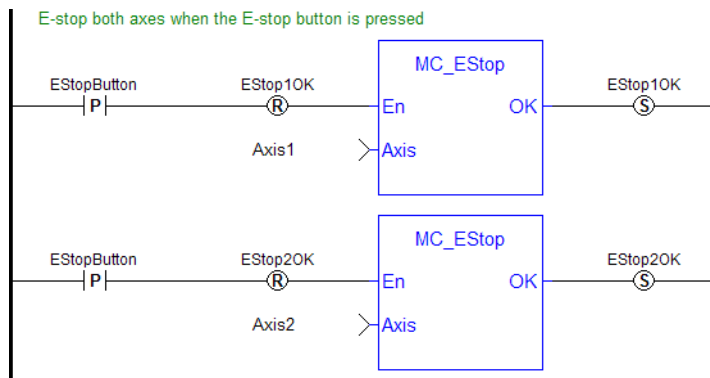 E-stop both axes when the E-stop button is pressed
MC_EStop
EStopButton EStop1OK EStop1OK
P R En OK S
Axis1 Axis
MC_EStop
EStopButton EStop2OK EStop2OK
P R En OK S
Axis2 Axis